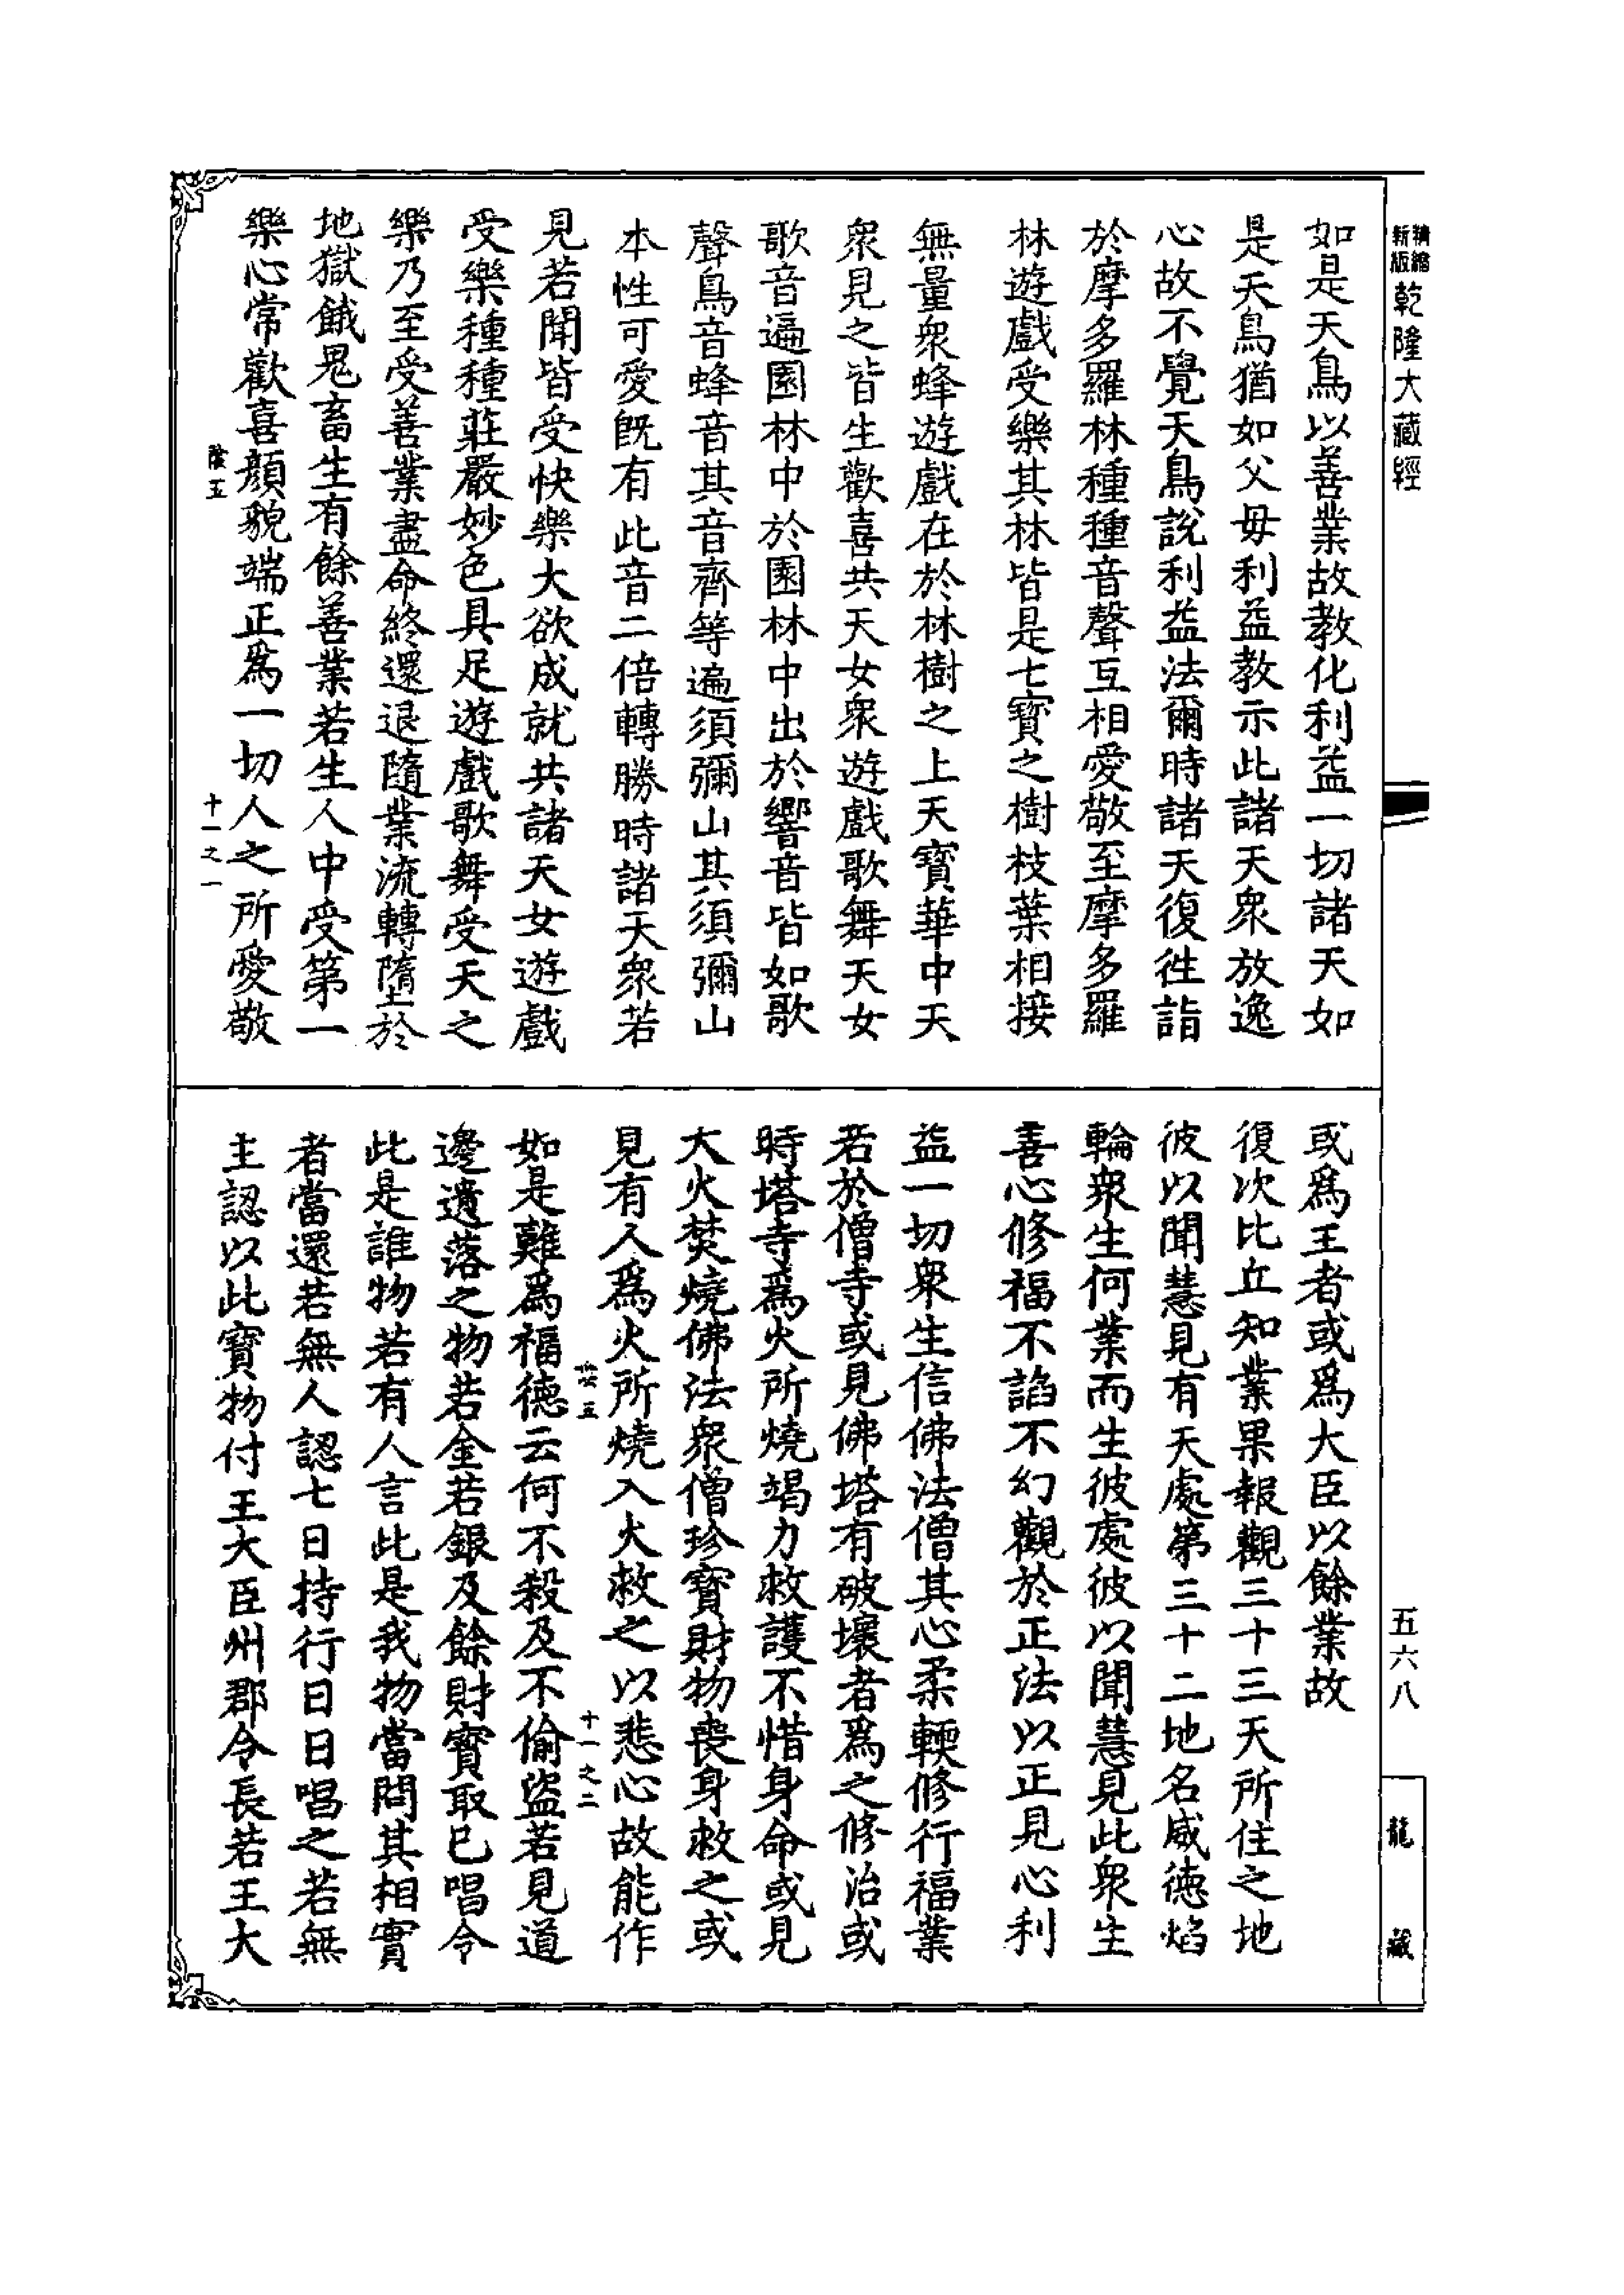 新版
精縮
乾隆大藏經
如是天鳥以善業故教化利益一切諸天如
是天鳥猶如父母利益教示此諸天衆放逸
心故不覺天鳥說利益法爾時諸天復徃詣
於摩多羅林種種音聲互相愛敬至摩多羅
林遊戲受樂其林皆是七寶之樹枝葉相接
無量衆蜂遊戲在於林樹之上天寶華中天
衆見之皆生歡喜共天女衆遊戲歌舞天女
歌音遍園林中於園林中出於響音皆如歌
聲鳥音蜂音其音齊等遍須彌山其須彌山
本性可愛旣有此音二倍轉勝時諸天衆若
見若聞皆受快樂大欲成就共諸天女遊戲
受樂種種莊嚴妙色具足遊戲歌舞受天之
樂乃至受善業盡命終還退隨業流轉墮於
地獄餓鬼畜生有餘善業若生人中受第一
樂心常歡喜顏貌端正爲一切人之所愛敬
陰五
十一之一
或爲王者或爲大臣以餘業故
復次比丘知業果報觀三十三天所住之地
彼以聞慧見有天處第三十二地名威德焰
輪衆生何業而生彼處彼以聞慧見此衆生
善心修福不諂不幻觀於正法以正見心利
益一切衆生信佛法僧其心柔輭修行福業
若於僧寺或見佛塔有破壞者爲之修治或
時塔寺爲火所燒竭力救護不惜身命或見
大火焚燒佛法衆僧珍寶財物喪身救之或
見有人爲火所燒入火救之以悲心故能作
五
十一之二
如是難爲福德云何不殺及不偷盜若見道
邊遺落之物若金若銀及餘財寶取已唱令
此是誰物若有人言此是我物當問其相實
者當還若無人認七日持行日日唱之若無
主認以此寶物付王大臣州郡令長若王大
五六八
龍藏